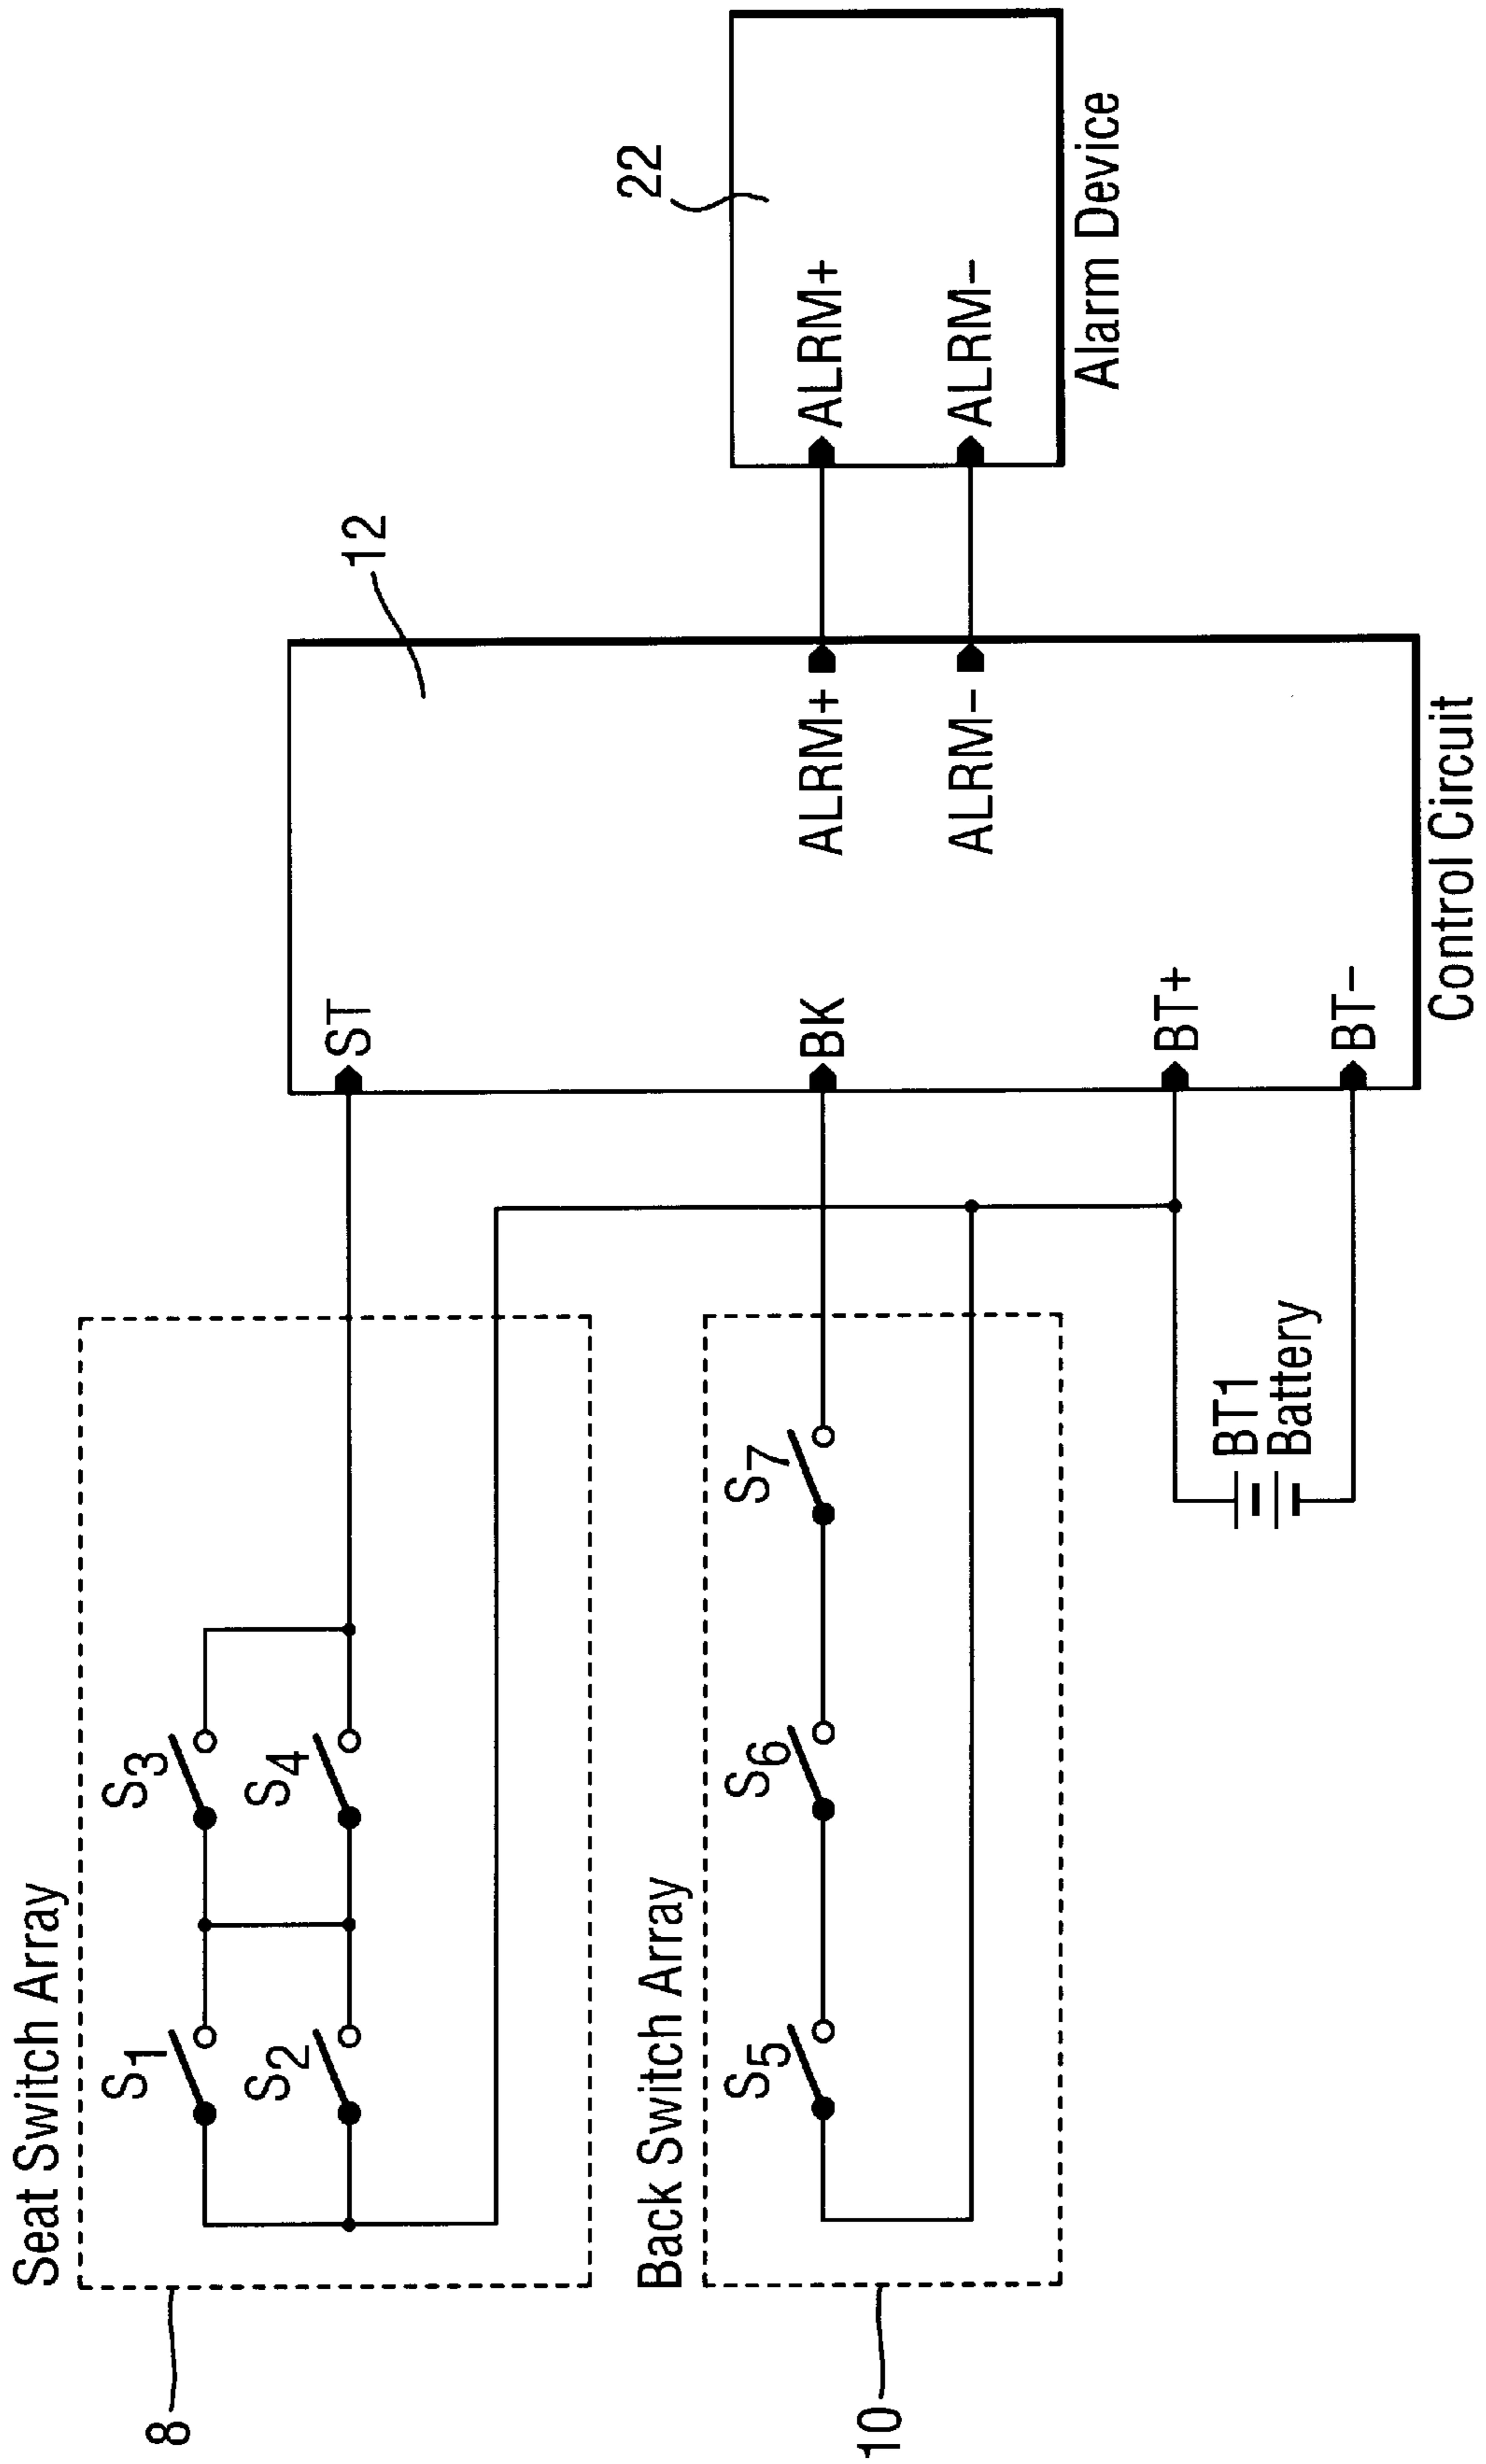 Seat Switch Array
8
S1
S3
S2
S4
ST
12
Back Switch Array
10
S5
S6
S7
BK
ALRM+
ALRM+
ALRM−
ALRM−
22
Alarm Device
BT1
Battery
BT+
BT−
Control Circuit